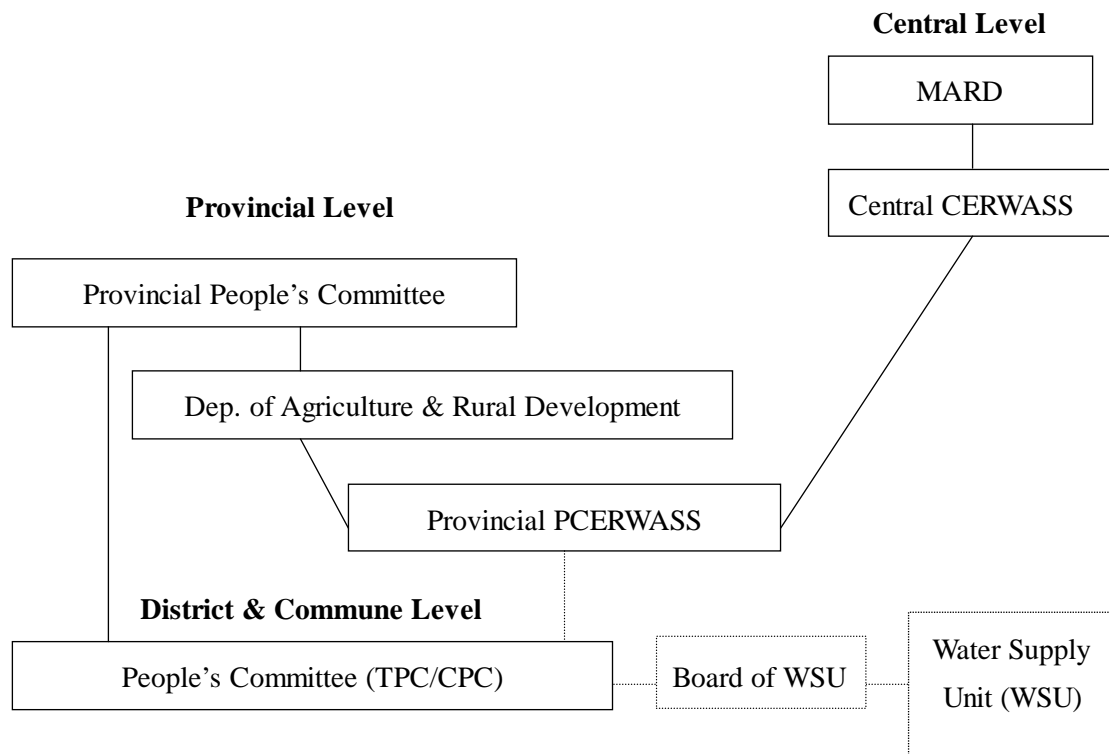 Central Level
MARD
Central CERWASS
Provincial Level
Provincial People’s Committee
Dep. of Agriculture & Rural Development
Provincial PCERWASS
District & Commune Level
People’s Committee (TPC/CPC)
Board of WSU
Water Supply
Unit (WSU)